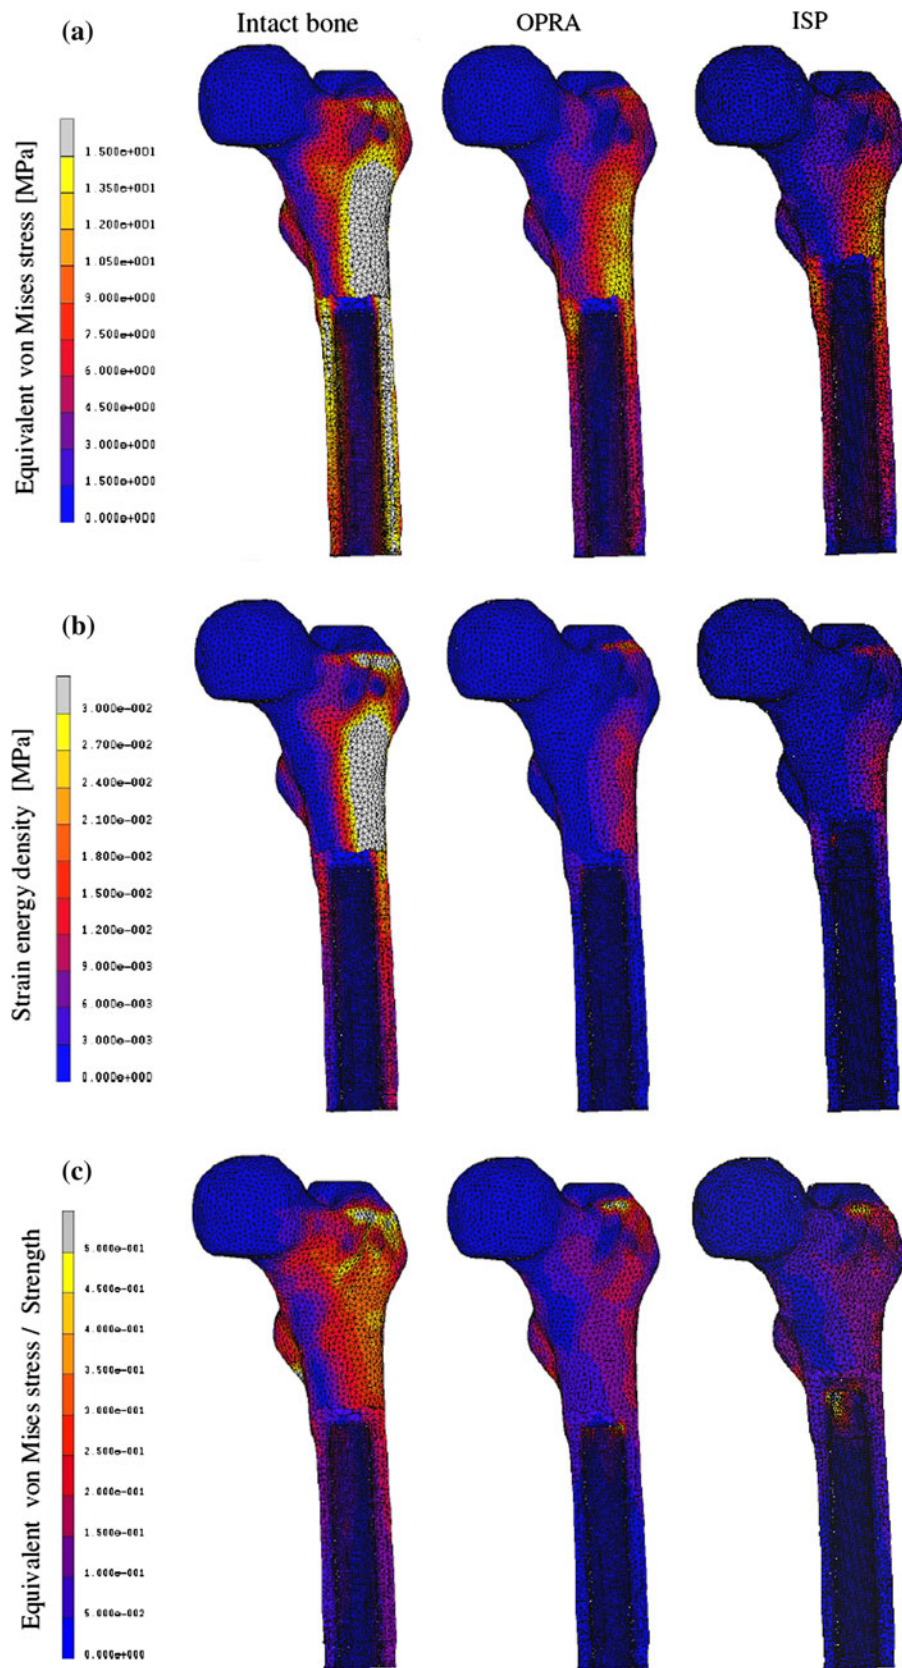 Intact bone
OPRA
ISP
(a)
Equivalent von Mises stress [MPa]
1.500e+001
1.350e+001
1.200e+001
1.050e+001
9.000e+000
7.500e+000
6.000e+000
4.500e+000
3.000e+000
1.500e+000
0.000e+000
(b)
Strain energy density [MPa]
3.000e-002
2.700e-002
2.400e-002
2.100e-002
1.800e-002
1.500e-002
1.200e-002
9.000e-003
6.000e-003
3.000e-003
0.000e+000
(c)
Equivalent von Mises stress / Strength
5.000e-001
4.500e-001
4.000e-001
3.500e-001
3.000e-001
2.500e-001
2.000e-001
1.500e-001
1.000e-001
5.000e-002
0.000e+000